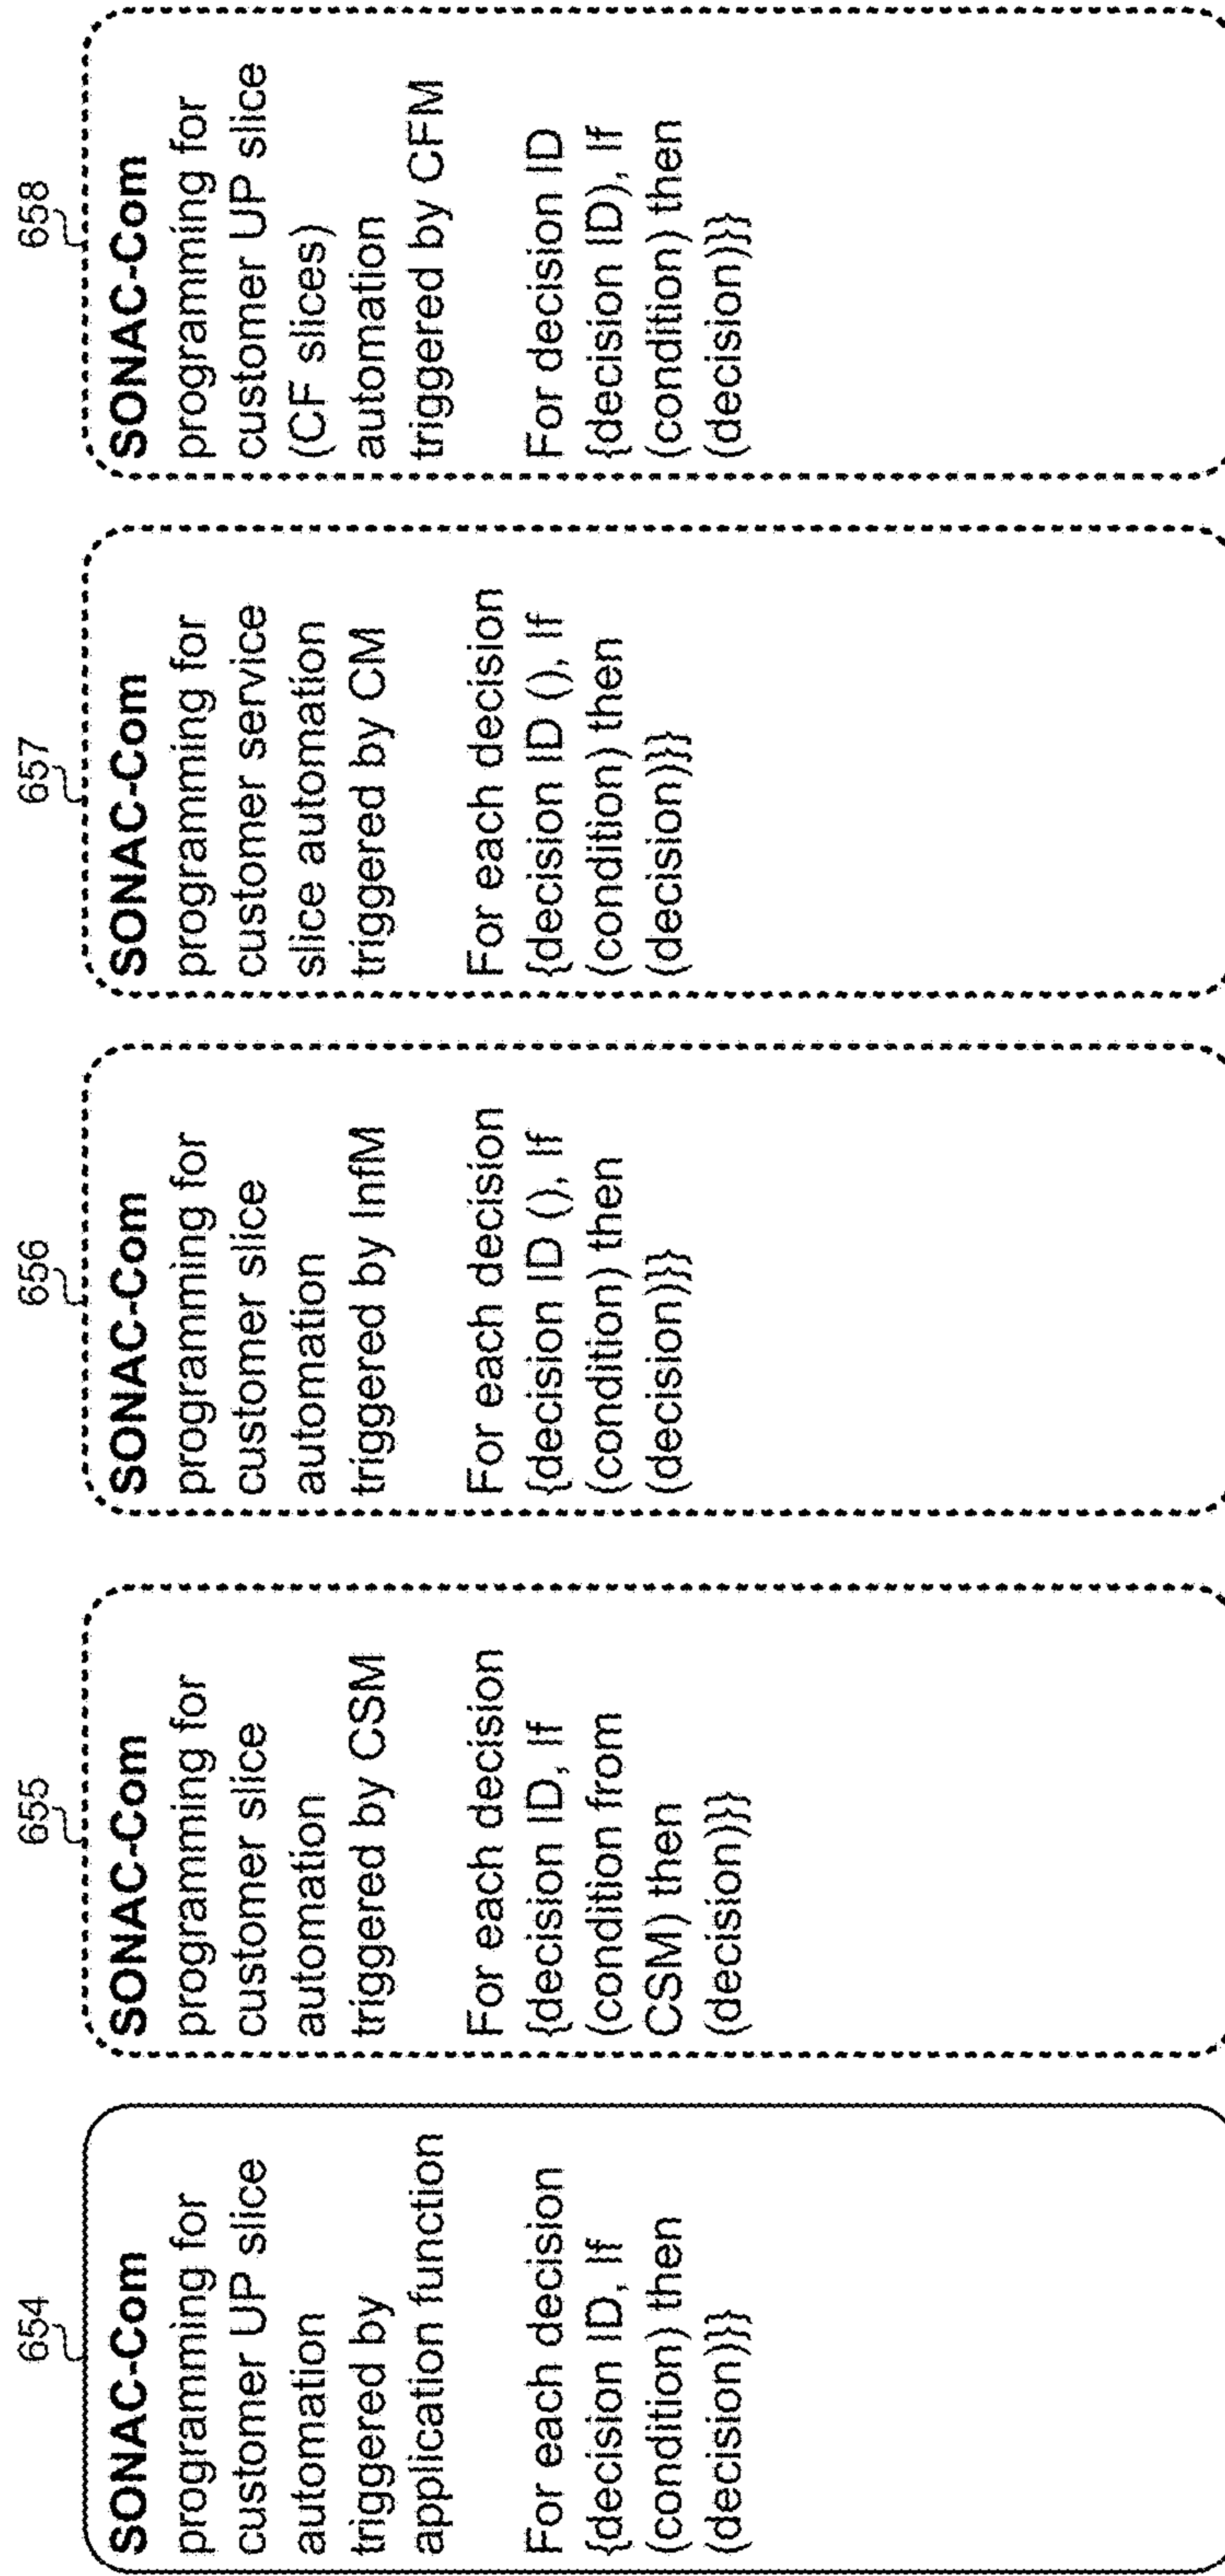 654
SONAC-Com
programming for
customer UP slice
automation
triggered by
application function
For each decision
{decision ID, If
(condition) then
(decision)}}
655
SONAC-Com
programming for
customer slice
automation
triggered by CSM
For each decision
{decision ID, If
(condition from
CSM) then
(decision)}}
656
SONAC-Com
programming for
customer slice
automation
triggered by InfM
For each decision
{decision ID (), If
(condition) then
(decision)}}
657
SONAC-Com
programming for
customer service
slice automation
triggered by CM
For each decision
{decision ID (), If
(condition) then
(decision)}}
658
SONAC-Com
programming for
customer UP slice
(CF slices)
automation
triggered by CFM
For decision ID
{decision ID), If
(condition) then
(decision)}}